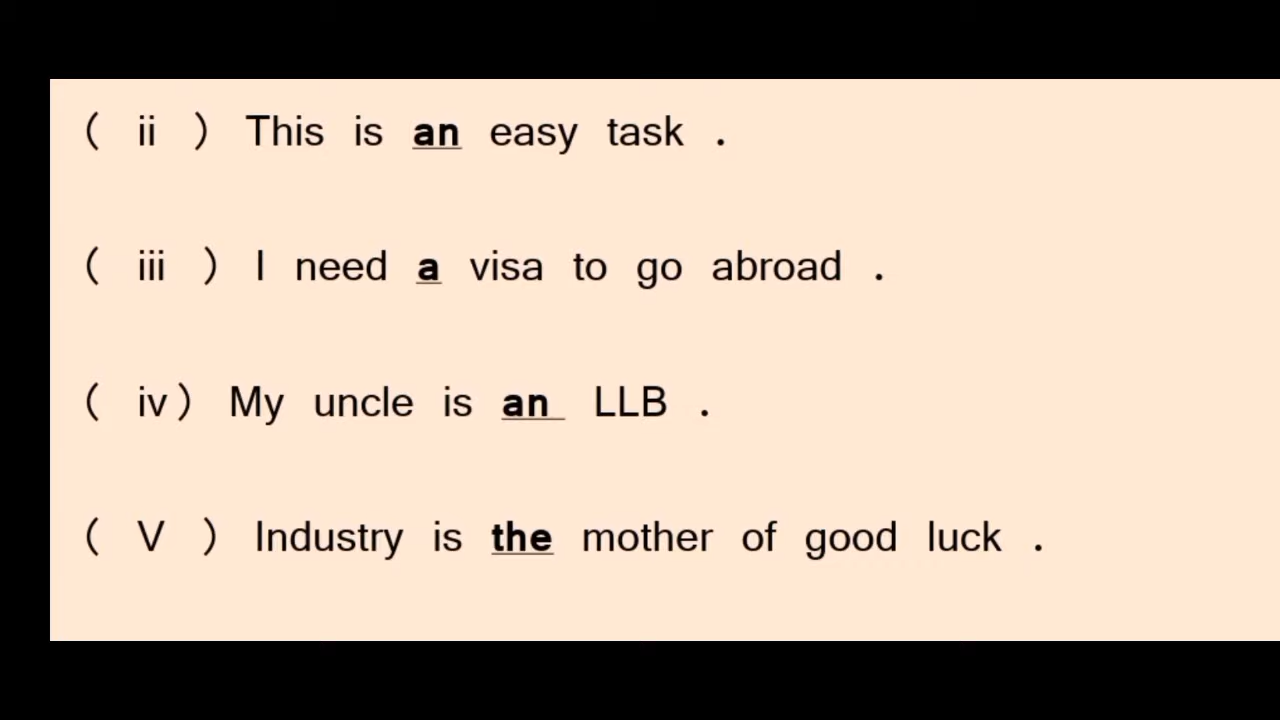 ( ii ) This is an easy task .
( iii ) I need a visa to go abroad .
( iv ) My uncle is an LLB .
( V ) Industry is the mother of good luck .